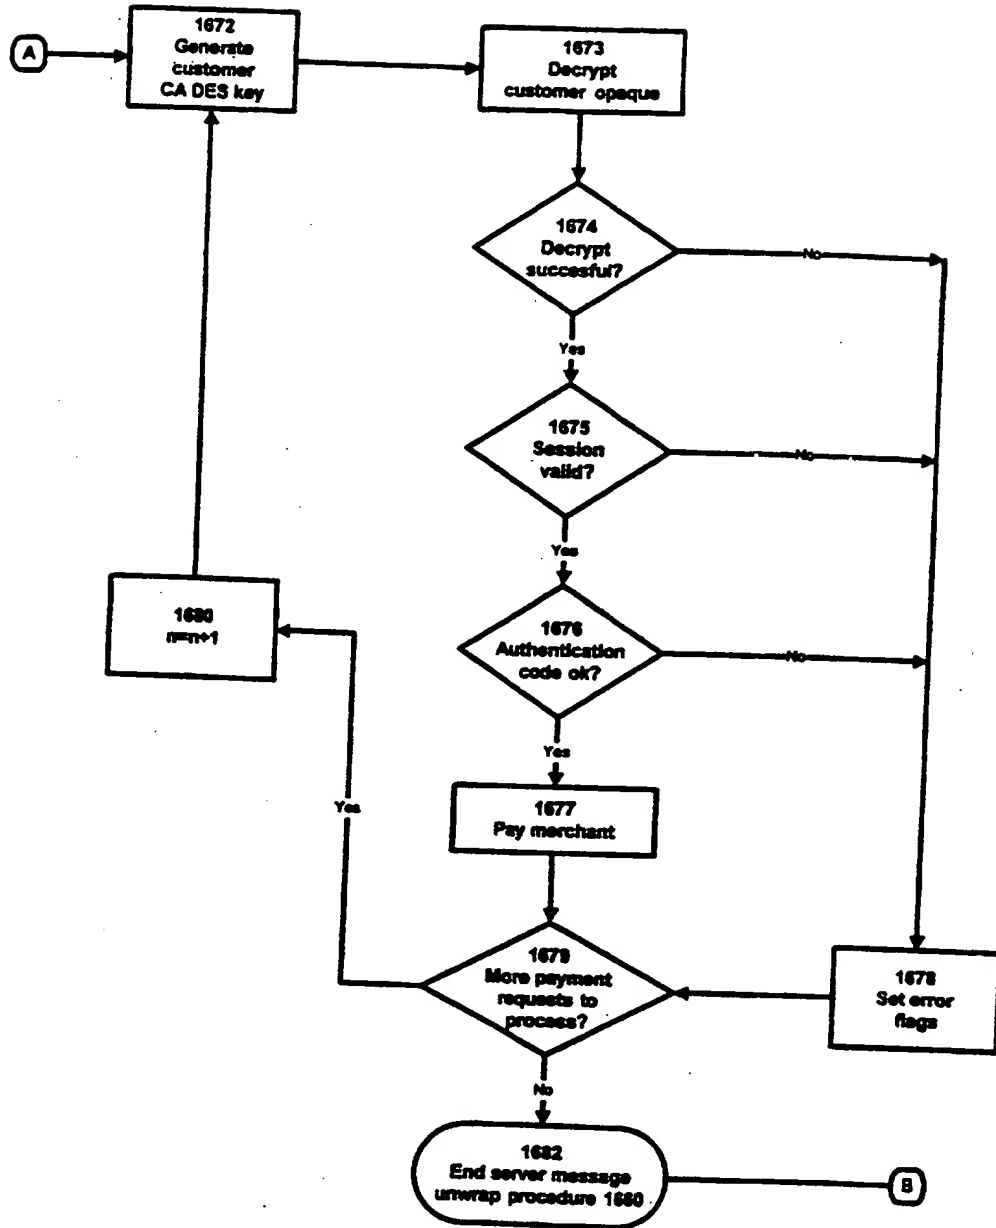 A
1672
Generate
customer
CA DES key
1673
Decrypt
customer opaque
1674
Decrypt
succesful?
No
Yes
1675
Session
valid?
No
Yes
1676
Authentication
code ok?
No
Yes
1680
n=n+1
1677
Pay merchant
Yes
1679
More payment
requests to
process?
1678
Set error
flags
No
1682
End server message
unwrap procedure 1660
B